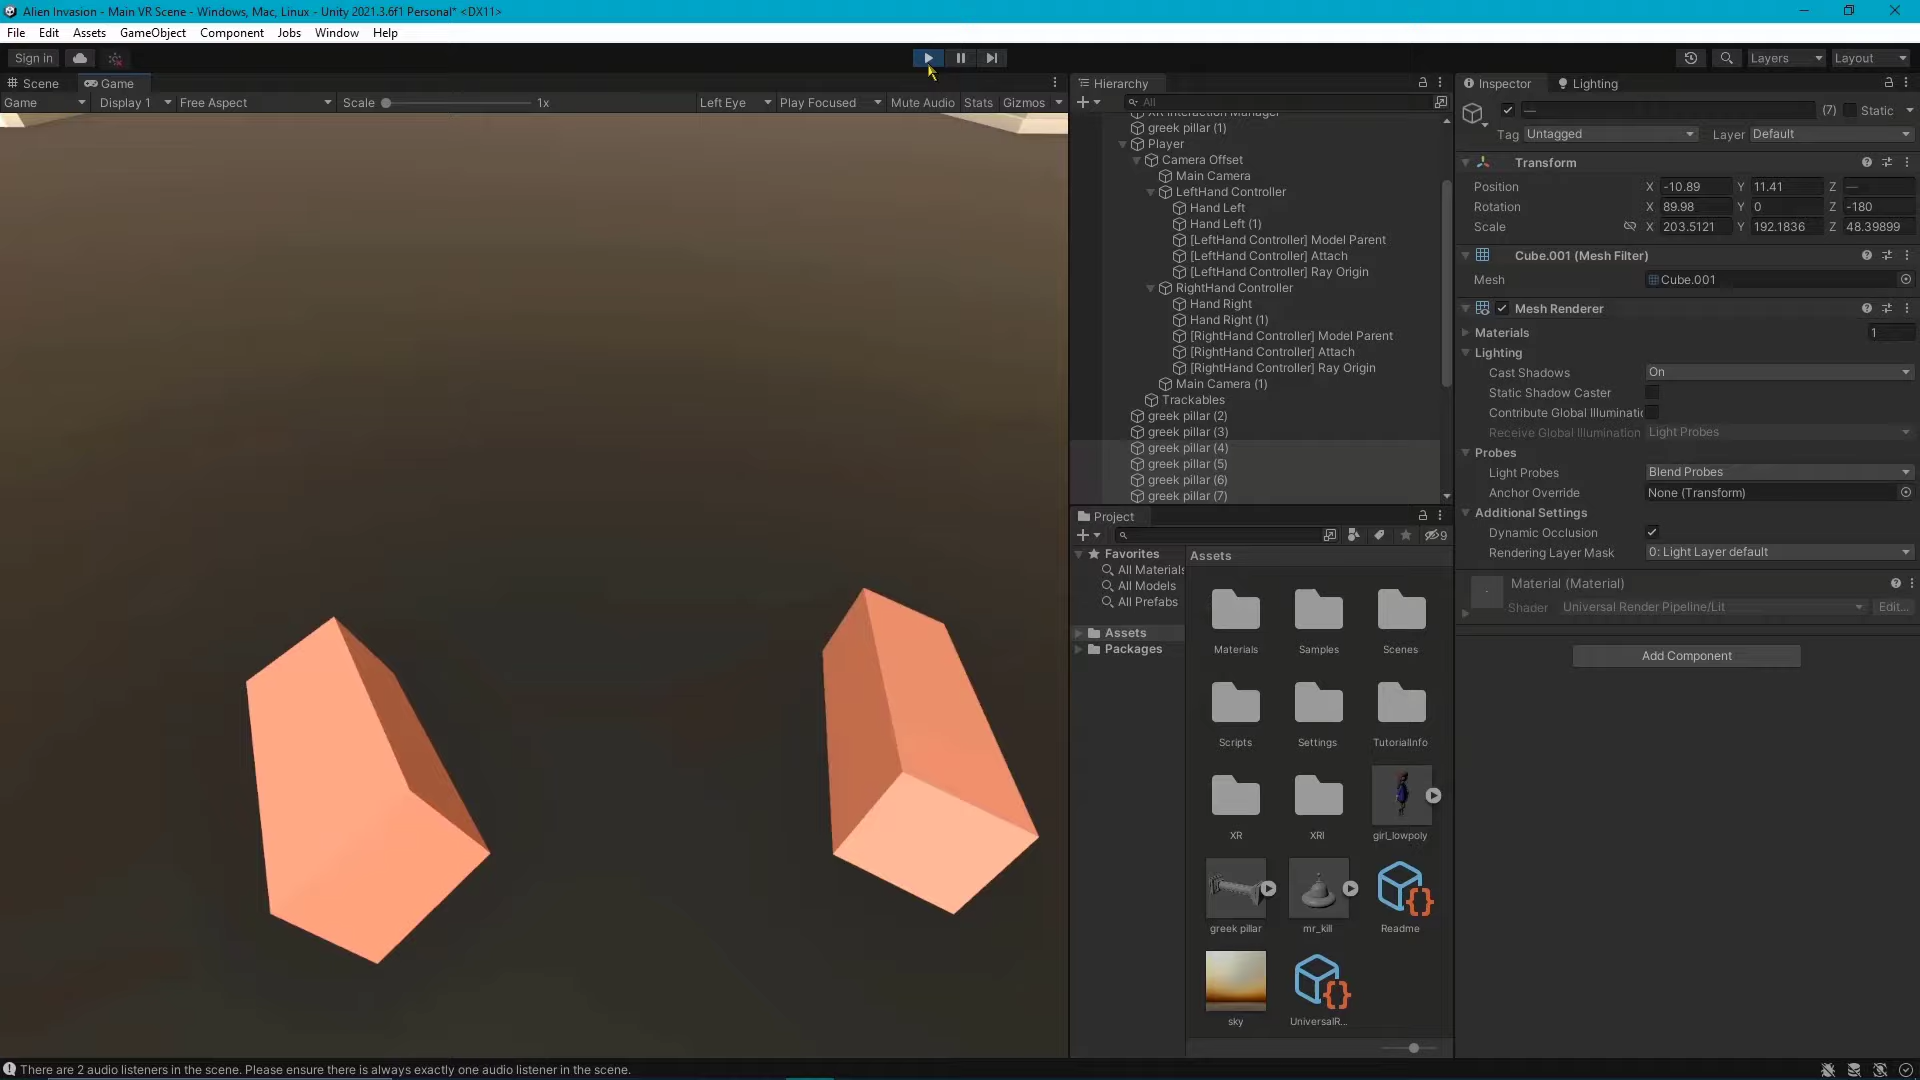 Alien Invasion - Main VR Scene - Windows, Mac, Linux - Unity 2021.3.6f1 Personal* <DX11>
File Edit Assets GameObject Component Jobs Window Help
Sign in Layers Layout
Scene Game
Game Display 1 Free Aspect Scale 1x Left Eye Play Focused Mute Audio Stats Gizmos
Hierarchy
All
XR Interaction Manager
greek pillar (1)
Player
Camera Offset
Main Camera
LeftHand Controller
Hand Left
Hand Left (1)
[LeftHand Controller] Model Parent
[LeftHand Controller] Attach
[LeftHand Controller] Ray Origin
RightHand Controller
Hand Right
Hand Right (1)
[RightHand Controller] Model Parent
[RightHand Controller] Attach
[RightHand Controller] Ray Origin
Main Camera (1)
Trackables
greek pillar (2)
greek pillar (3)
greek pillar (4)
greek pillar (5)
greek pillar (6)
greek pillar (7)
Project
9
Favorites
All Materials
All Models
All Prefabs
Assets
Packages
Assets
Materials Samples Scenes
Scripts Settings TutorialInfo
XR XRI girl_lowpoly
greek pillar mr_kill Readme
sky UniversalR...
Inspector Lighting
— (7) Static
Tag Untagged Layer Default
Transform
Position X -10.89 Y 11.41 Z —
Rotation X 89.98 Y 0 Z -180
Scale X 203.5121 Y 192.1836 Z 48.39899
Cube.001 (Mesh Filter)
Mesh Cube.001
Mesh Renderer
Materials 1
Lighting
Cast Shadows On
Static Shadow Caster
Contribute Global Illuminatic
Receive Global Illumination Light Probes
Probes
Light Probes Blend Probes
Anchor Override None (Transform)
Additional Settings
Dynamic Occlusion
Rendering Layer Mask 0: Light Layer default
Material (Material)
Shader Universal Render Pipeline/Lit Edit...
Add Component
There are 2 audio listeners in the scene. Please ensure there is always exactly one audio listener in the scene.